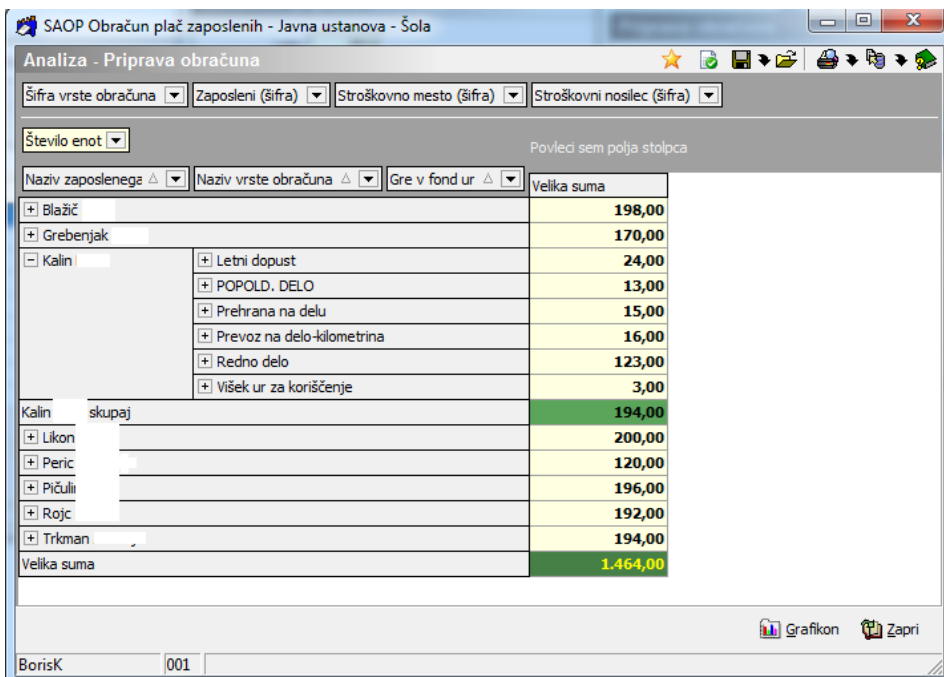 SAOP Obračun plač zaposlenih - Javna ustanova - Šola
Analiza - Priprava obračuna
Šifra vrste obračuna Zaposleni (šifra) Stroškovno mesto (šifra) Stroškovni nosilec (šifra)
Število enot
Povleci sem polja stolpca
Naziv zaposlenega Naziv vrste obračuna Gre v fond ur Velika suma
Blažič 198,00
Grebenjak 170,00
Kalin Letni dopust 24,00
POPOLD. DELO 13,00
Prehrana na delu 15,00
Prevoz na delo-kilometrina 16,00
Redno delo 123,00
Višek ur za koriščenje 3,00
Kalin skupaj 194,00
Likon 200,00
Peric 120,00
196,00
Rojc 192,00
Trkman 194,00
Velika suma 1.464,00
Grafikon Zapri
BorisK 001